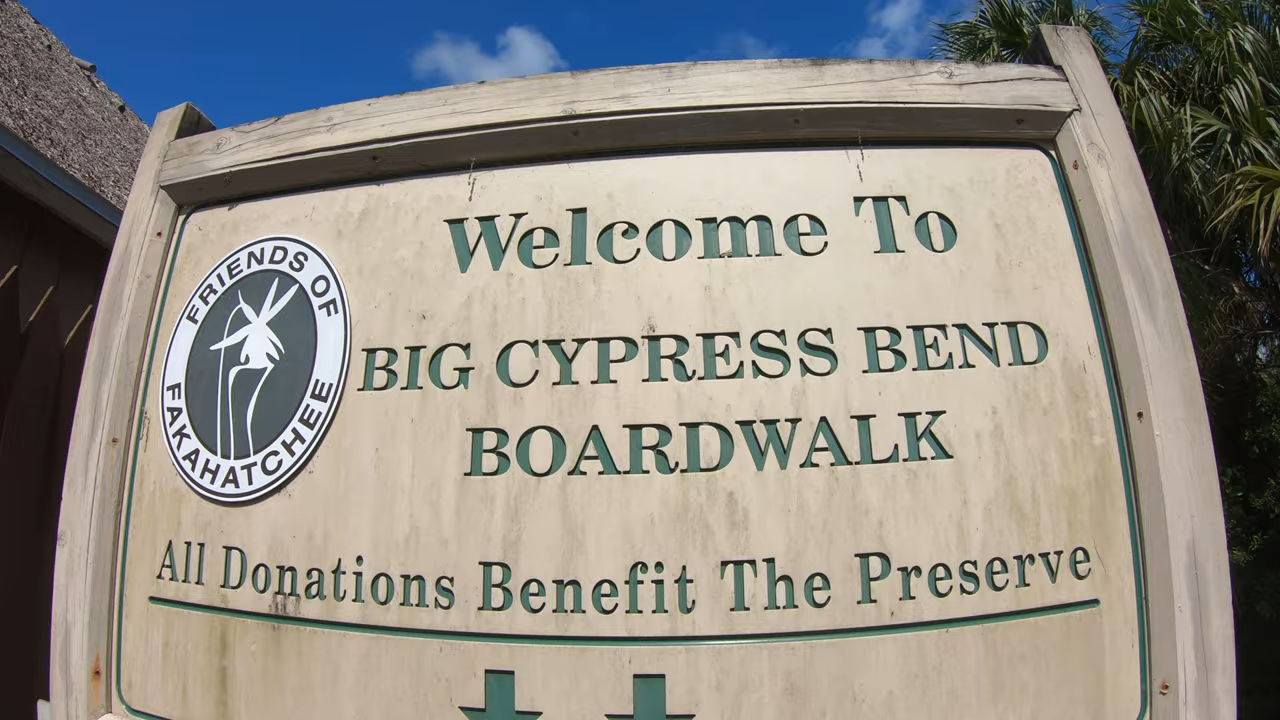 FRIENDS OF
FAKAHATCHEE
Welcome To
BIG CYPRESS BEND
BOARDWALK
All Donations Benefit The Preserve